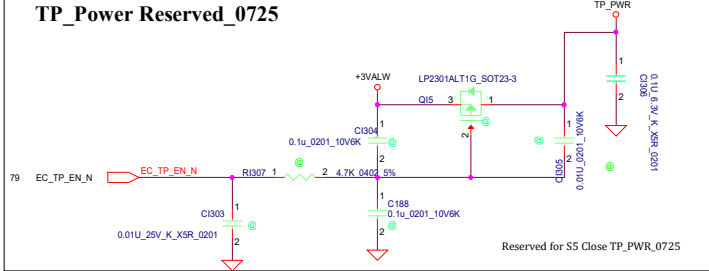 TP_Power Reserved_0725
TP_PWR
+3VALW
LP2301ALT1G_SOT23-3
QI5
3
1
2
1
CI304
0.1u_0201_10V6K
@
2
@
1
@
2
CI305
0.01U_0201_10V6K
1
2
CI306
0.1U_6.3V_K_X5R_0201
@
79 EC_TP_EN_N
EC_TP_EN_N
RI307 1
@
2 4.7K_0402_5%
1
CI303
@
0.01U_25V_K_X5R_0201
2
1
C188
0.1u_0201_10V6K
@
2
Reserved for S5 Close TP_PWR_0725